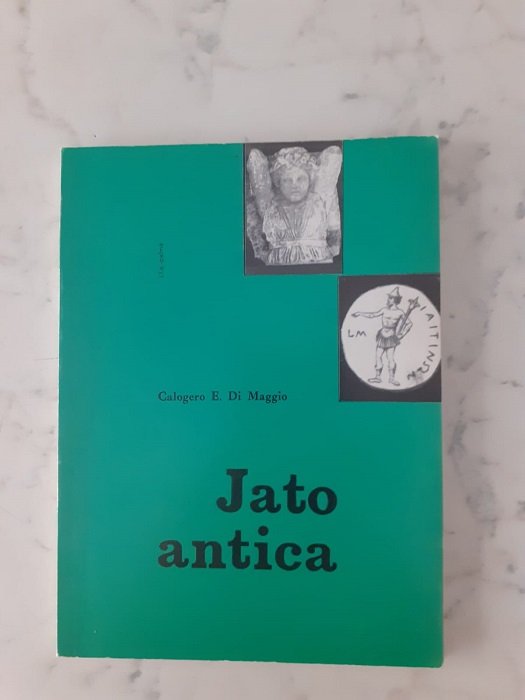 LM
Calogero E. Di Maggio
Jato
antica